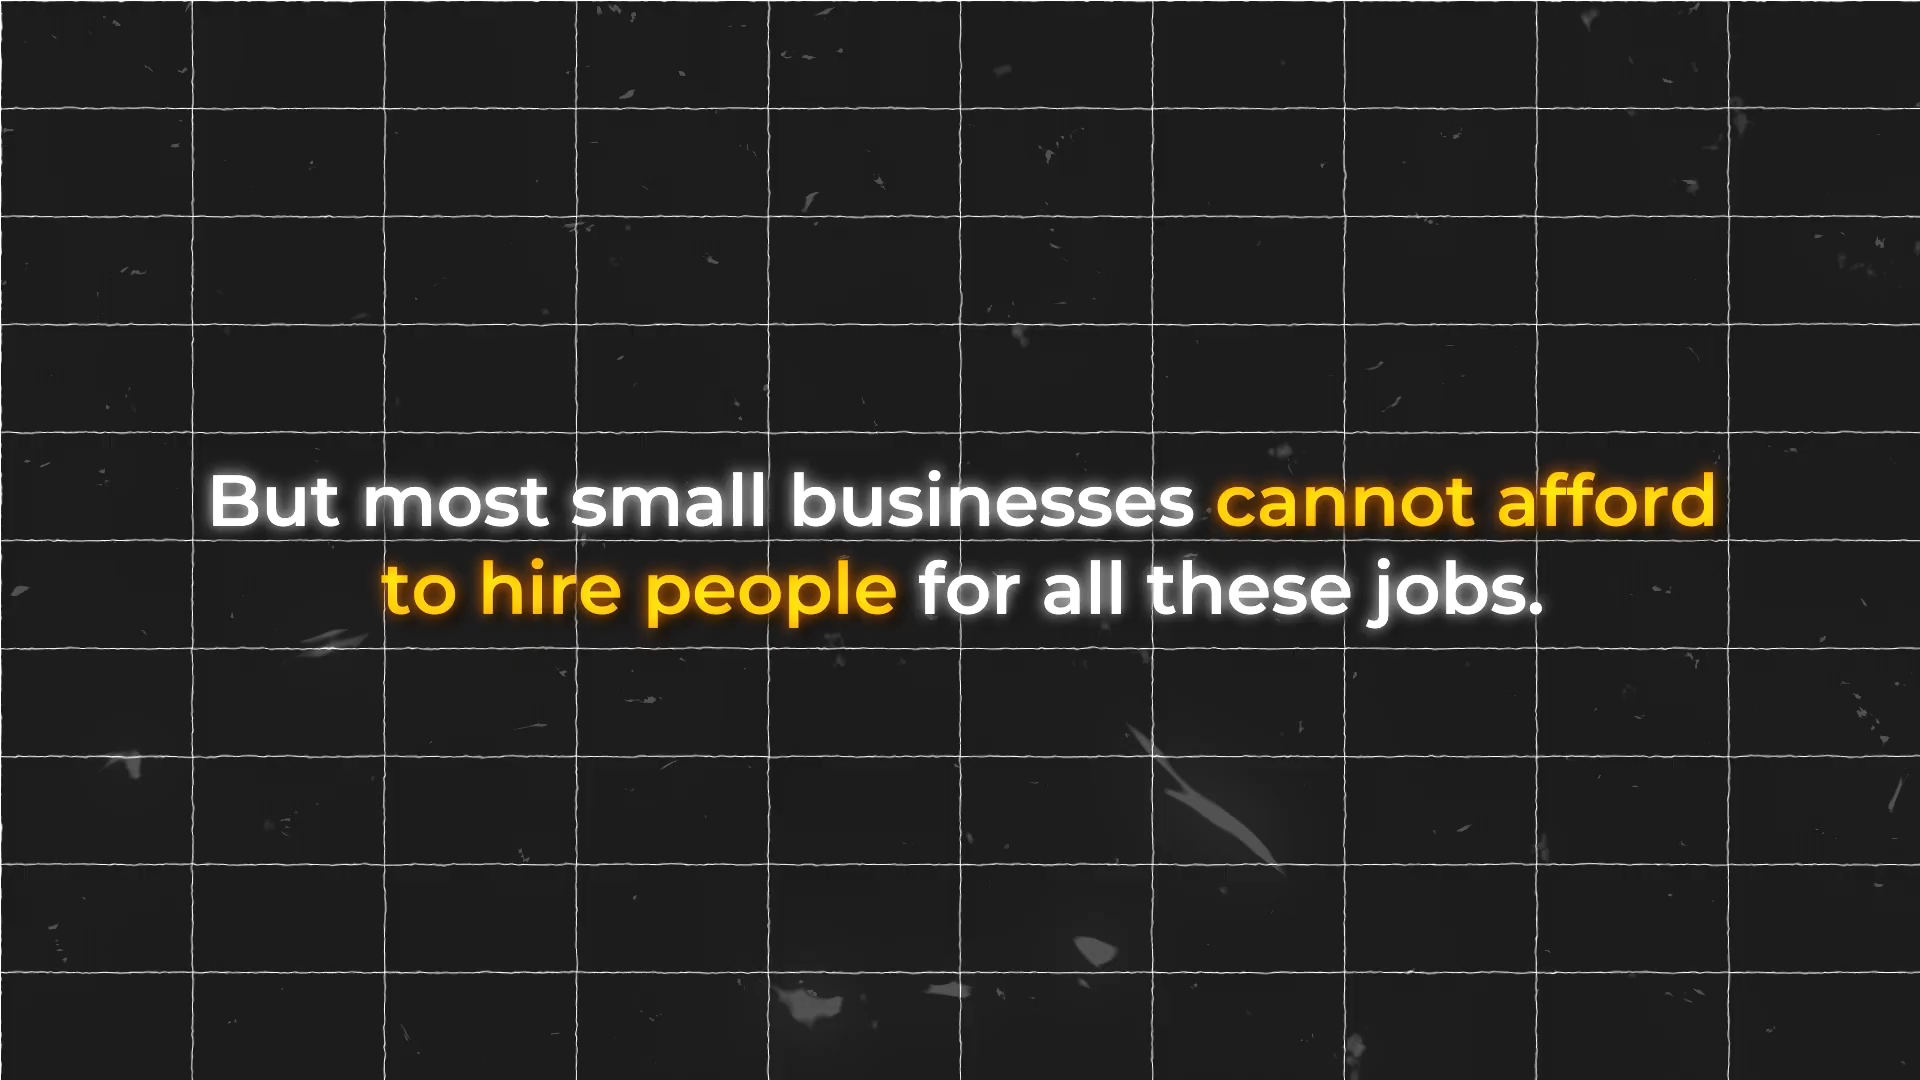 But most small businesses cannot afford
to hire people for all these jobs.